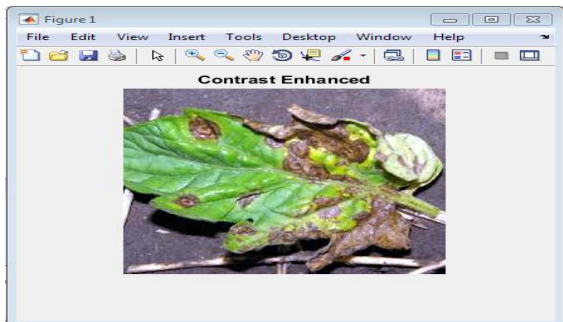 Figure 1
File Edit View Insert Tools Desktop Window Help
Contrast Enhanced